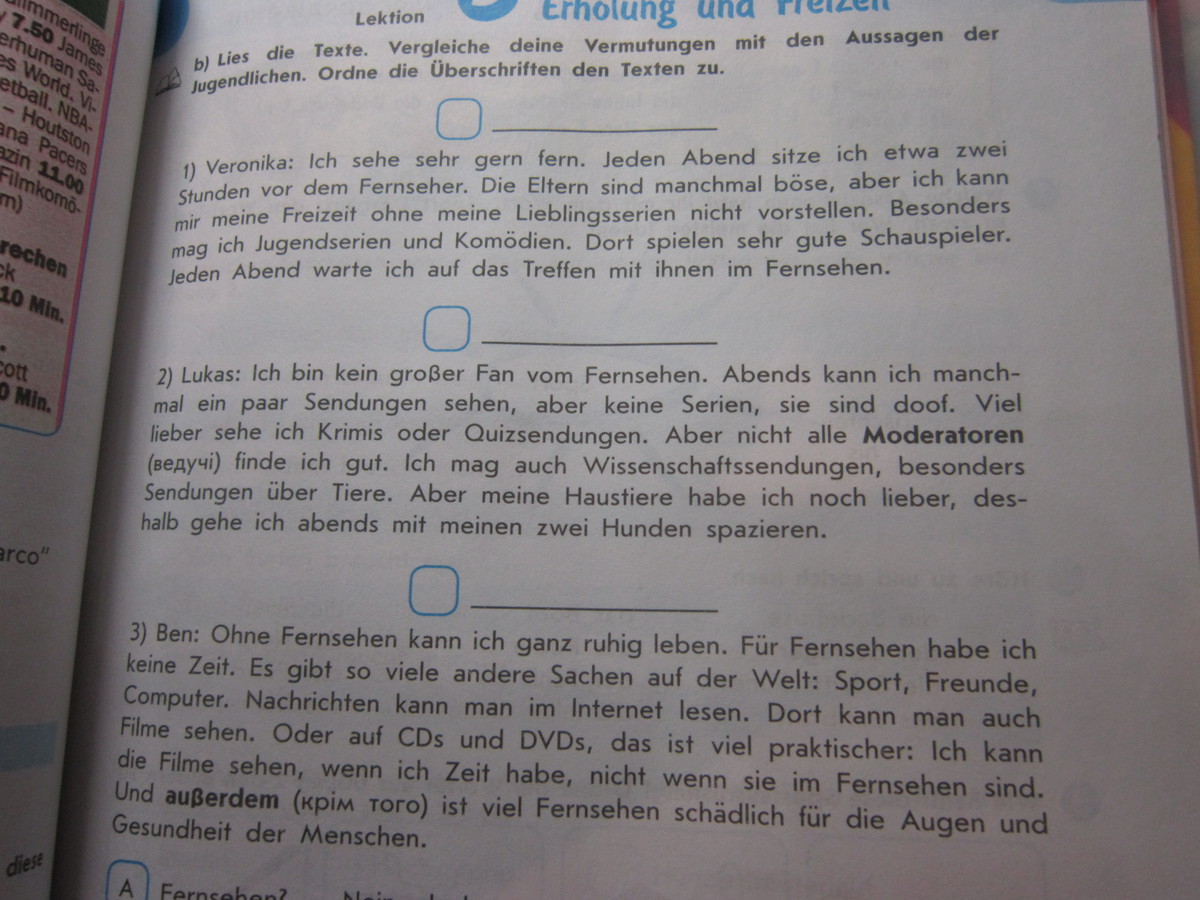 limmerlinge
7.50 James
erhuman Sa-
es World. Vi-
etball. NBA-
– Houtston
ana Pacers
azin 11.00
Filmkomö-
rechen
ck
10 Min.
cott
0 Min.
arco"
diese
Lektion
Erholung und Freizeit
b) Lies die Texte. Vergleiche deine Vermutungen mit den Aussagen der
Jugendlichen. Ordne die Überschriften den Texten zu.
1) Veronika: Ich sehe sehr gern fern. Jeden Abend sitze ich etwa zwei
Stunden vor dem Fernseher. Die Eltern sind manchmal böse, aber ich kann
mir meine Freizeit ohne meine Lieblingsserien nicht vorstellen. Besonders
mag ich Jugendserien und Komödien. Dort spielen sehr gute Schauspieler.
Jeden Abend warte ich auf das Treffen mit ihnen im Fernsehen.
2) Lukas: Ich bin kein großer Fan vom Fernsehen. Abends kann ich manch-
mal ein paar Sendungen sehen, aber keine Serien, sie sind doof. Viel
lieber sehe ich Krimis oder Quizsendungen. Aber nicht alle Moderatoren
(ведучі) finde ich gut. Ich mag auch Wissenschaftssendungen, besonders
Sendungen über Tiere. Aber meine Haustiere habe ich noch lieber, des-
halb gehe ich abends mit meinen zwei Hunden spazieren.
3) Ben: Ohne Fernsehen kann ich ganz ruhig leben. Für Fernsehen habe ich
keine Zeit. Es gibt so viele andere Sachen auf der Welt: Sport, Freunde,
Computer. Nachrichten kann man im Internet lesen. Dort kann man auch
Filme sehen. Oder auf CDs und DVDs, das ist viel praktischer: Ich kann
die Filme sehen, wenn ich Zeit habe, nicht wenn sie im Fernsehen sind.
Und außerdem (крім того) ist viel Fernsehen schädlich für die Augen und
Gesundheit der Menschen.
A Fernsehen?